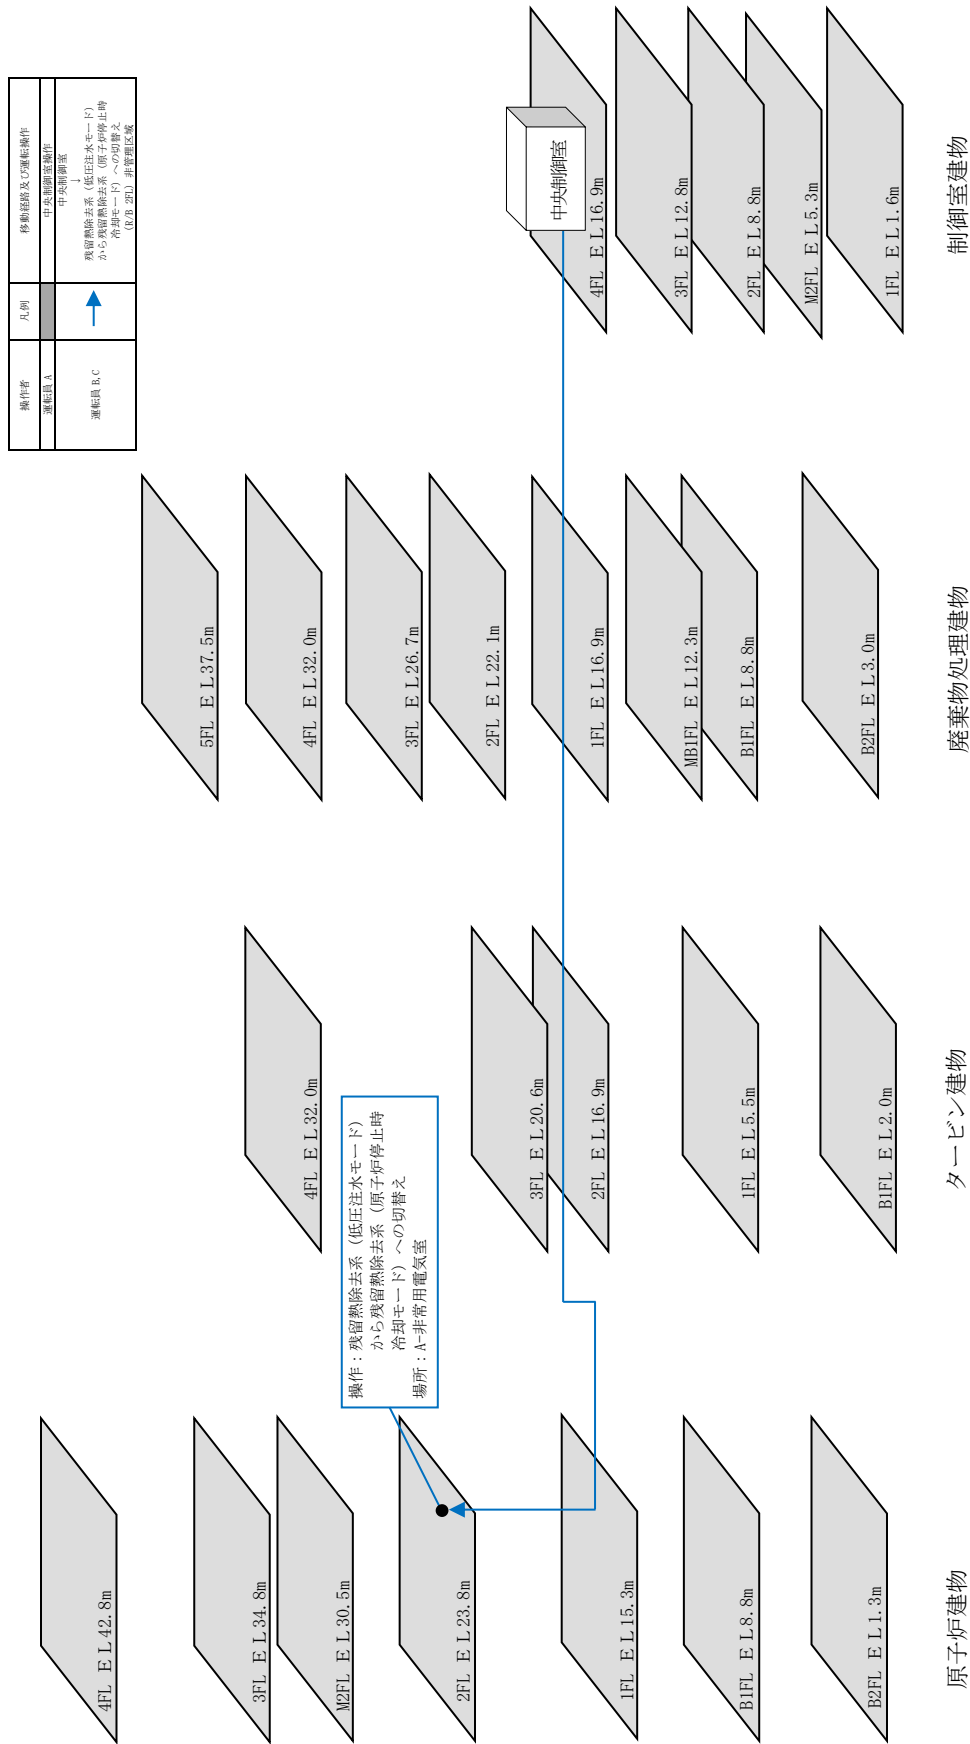 操作者 凡例 移動経路及び運転操作
運転員 A 中央制御室操作
運転員 B,C 中央制御室
↓
残留熱除去系（低圧注水モード）
から残留熱除去系（原子炉停止時
冷却モード）への切替え
(R/B 2FL) 非管理区域
4FL ＥＬ42.8m
3FL ＥＬ34.8m
M2FL ＥＬ30.5m
2FL ＥＬ23.8m
1FL ＥＬ15.3m
B1FL ＥＬ8.8m
B2FL ＥＬ1.3m
原子炉建物
操作：残留熱除去系（低圧注水モード）
から残留熱除去系（原子炉停止時
冷却モード）への切替え
場所：A-非常用電気室
4FL ＥＬ32.0m
3FL ＥＬ20.6m
2FL ＥＬ16.9m
1FL ＥＬ5.5m
B1FL ＥＬ2.0m
タービン建物
5FL ＥＬ37.5m
4FL ＥＬ32.0m
3FL ＥＬ26.7m
2FL ＥＬ22.1m
1FL ＥＬ16.9m
MB1FL ＥＬ12.3m
B1FL ＥＬ8.8m
B2FL ＥＬ3.0m
廃棄物処理建物
中央制御室
4FL ＥＬ16.9m
3FL ＥＬ12.8m
2FL ＥＬ8.8m
M2FL ＥＬ5.3m
1FL ＥＬ1.6m
制御室建物